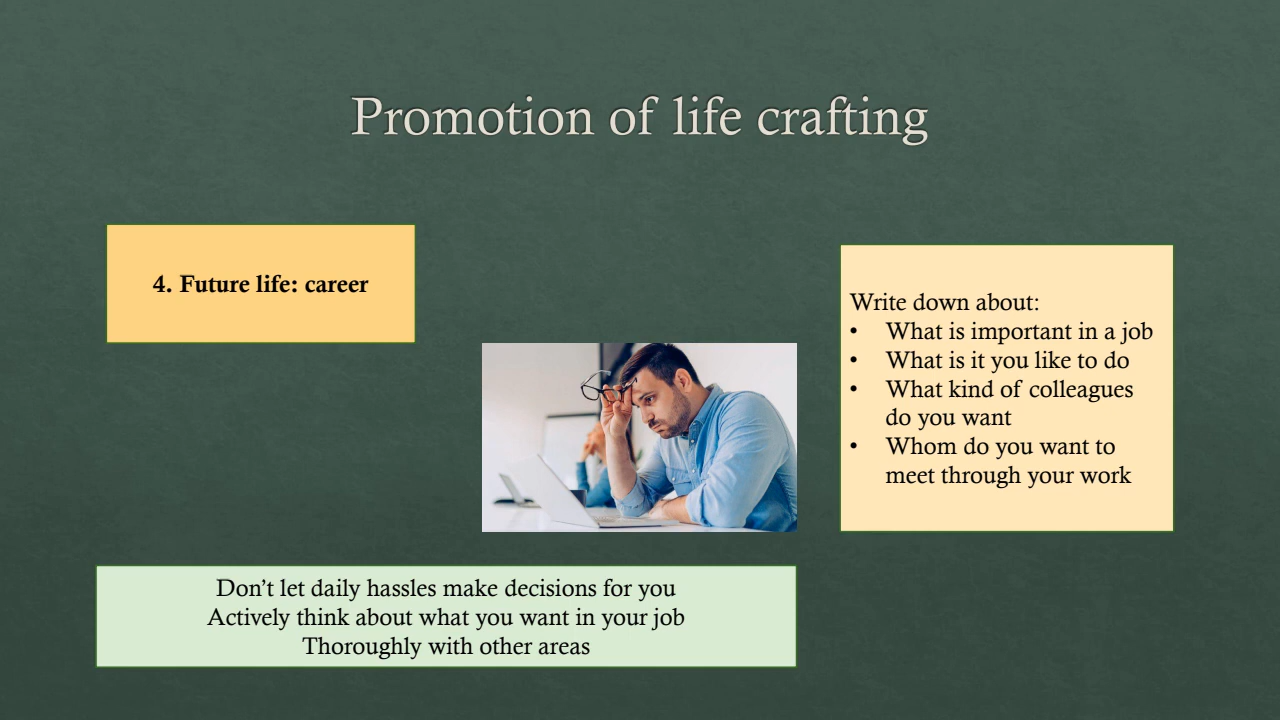 Promotion of life crafting
4. Future life: career
Write down about:
• What is important in a job
• What is it you like to do
• What kind of colleagues
do you want
• Whom do you want to
meet through your work
Don’t let daily hassles make decisions for you
Actively think about what you want in your job
Thoroughly with other areas